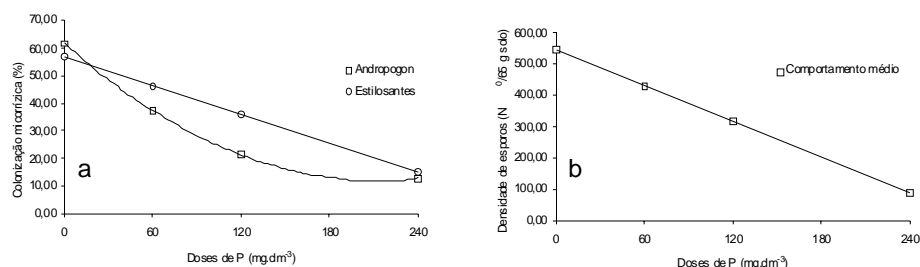 70,00
60,00
50,00
40,00
30,00
20,00
10,00
0,00
Colonização micorrízica (%)
Andropogon
Estilosantes
a
0 60 120 180 240
Doses de P (mg.dm-3)
600,00
500,00
400,00
300,00
200,00
100,00
0,00
Densidade de esporos (N 0/65 g solo)
Comportamento médio
b
0 60 120 180 240
Doses de P (mg.dm-3)